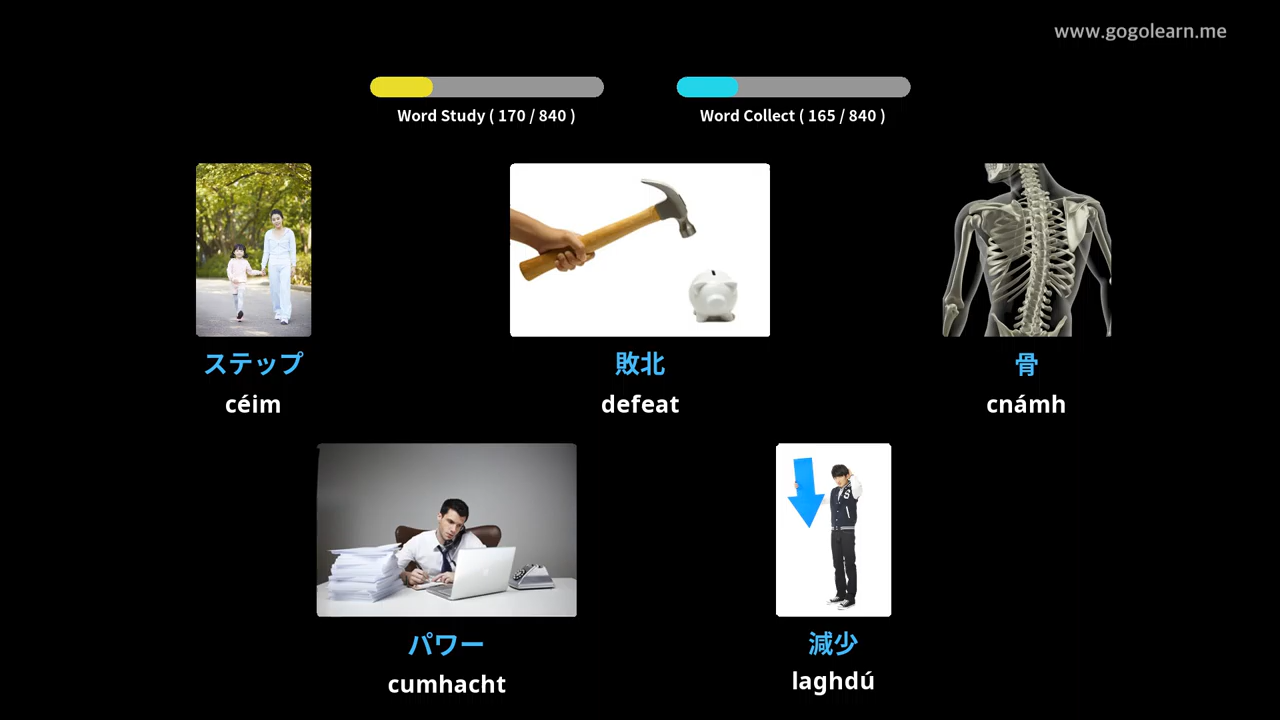 www.gogolearn.me
Word Study ( 170 / 840 )
Word Collect ( 165 / 840 )
ステップ
céim
敗北
defeat
骨
cnámh
パワー
cumhacht
減少
laghdú